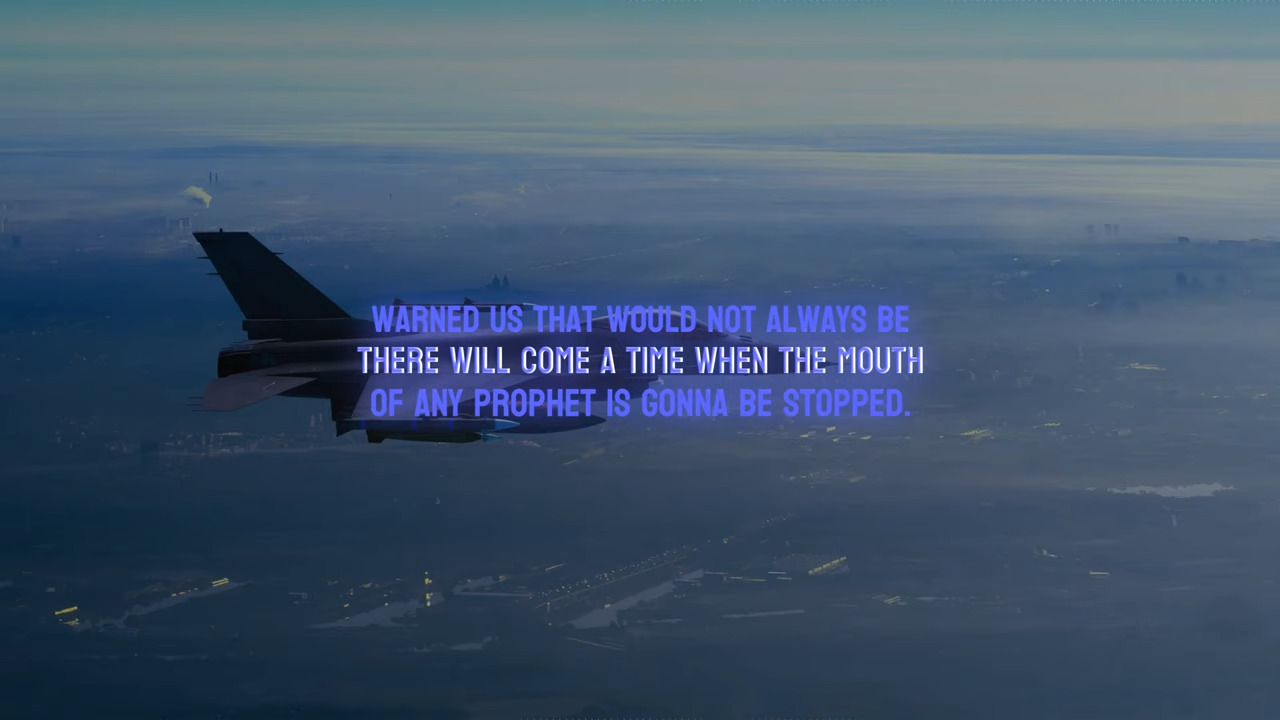 WARNED US THAT WOULD NOT ALWAYS BE
THERE WILL COME A TIME WHEN THE MOUTH
OF ANY PROPHET IS GONNA BE STOPPED.